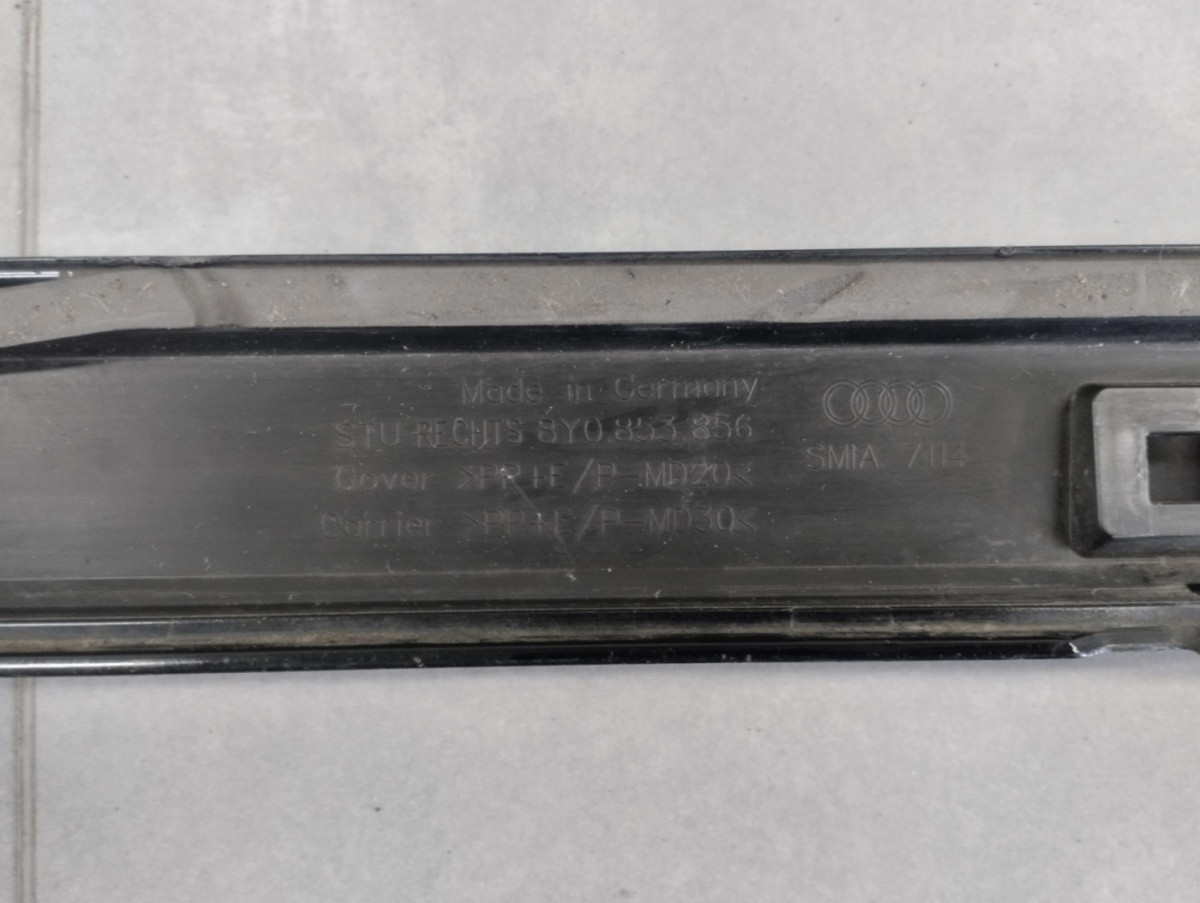 Made in Germany
STU RECHTS 8Y0.853.856
Cover >PP+E/P-MD20<
Carrier >PP+E/P-MD30<
SMIA 7114